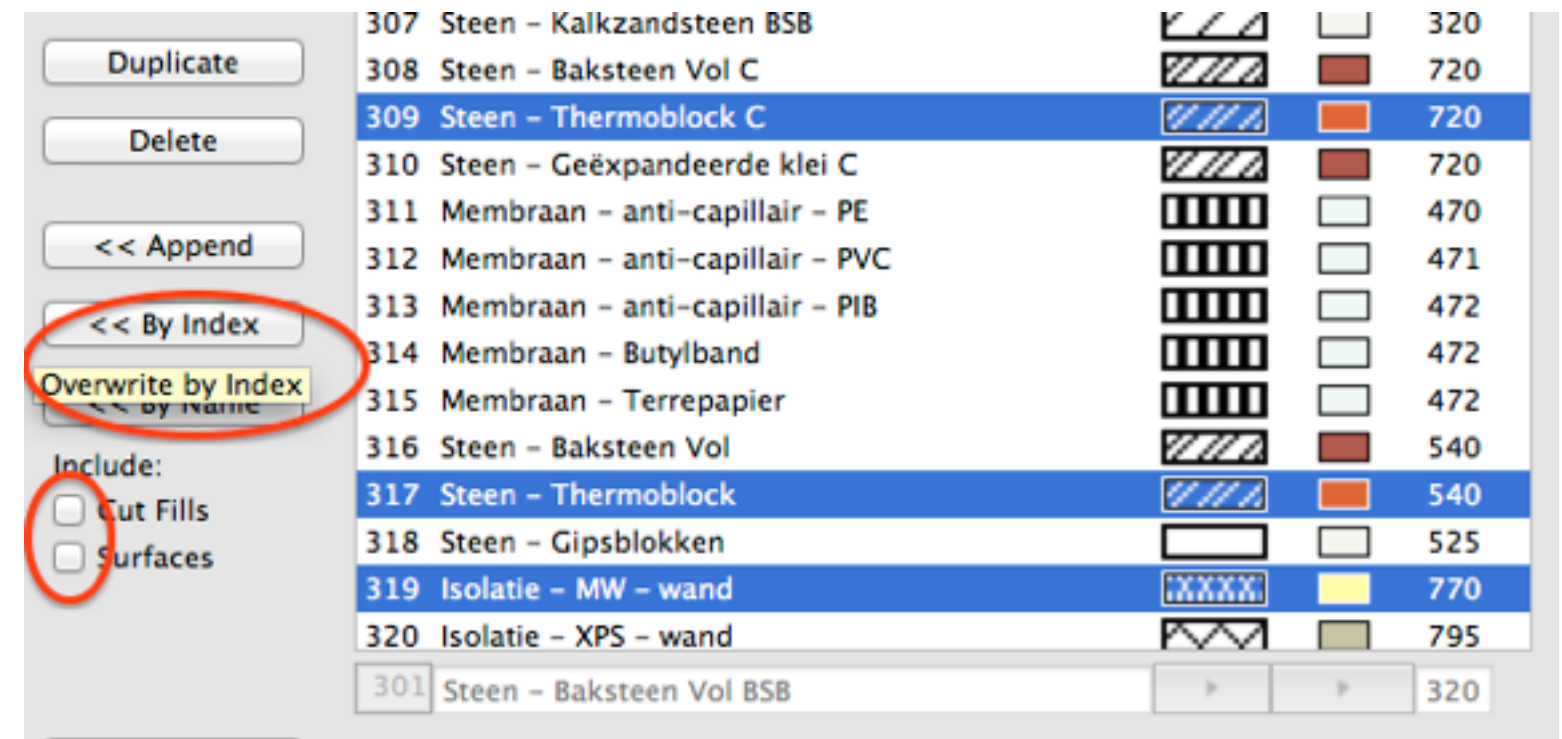 Duplicate
Delete
<< Append
<< By Index
Overwrite by Index
<< By Name
Include:
Cut Fills
Surfaces
307 Steen – Kalkzandsteen BSB 320
308 Steen – Baksteen Vol C 720
309 Steen – Thermoblock C 720
310 Steen – Geëxpandeerde klei C 720
311 Membraan – anti-capillair – PE 470
312 Membraan – anti-capillair – PVC 471
313 Membraan – anti-capillair – PIB 472
314 Membraan – Butylband 472
315 Membraan – Terrepapier 472
316 Steen – Baksteen Vol 540
317 Steen – Thermoblock 540
318 Steen – Gipsblokken 525
319 Isolatie – MW – wand 770
320 Isolatie – XPS – wand 795
301 Steen – Baksteen Vol BSB 320